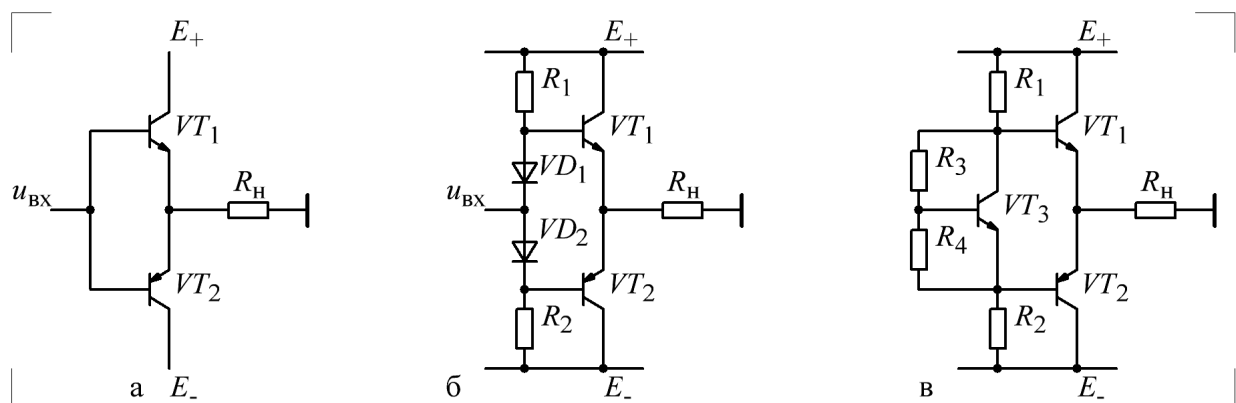 E+
VT1
uвх
Rн
VT2
а
E-
E+
R1
VT1
VD1
uвх
Rн
VD2
VT2
R2
б
E-
E+
R1
VT1
R3
Rн
VT3
R4
VT2
R2
в
E-